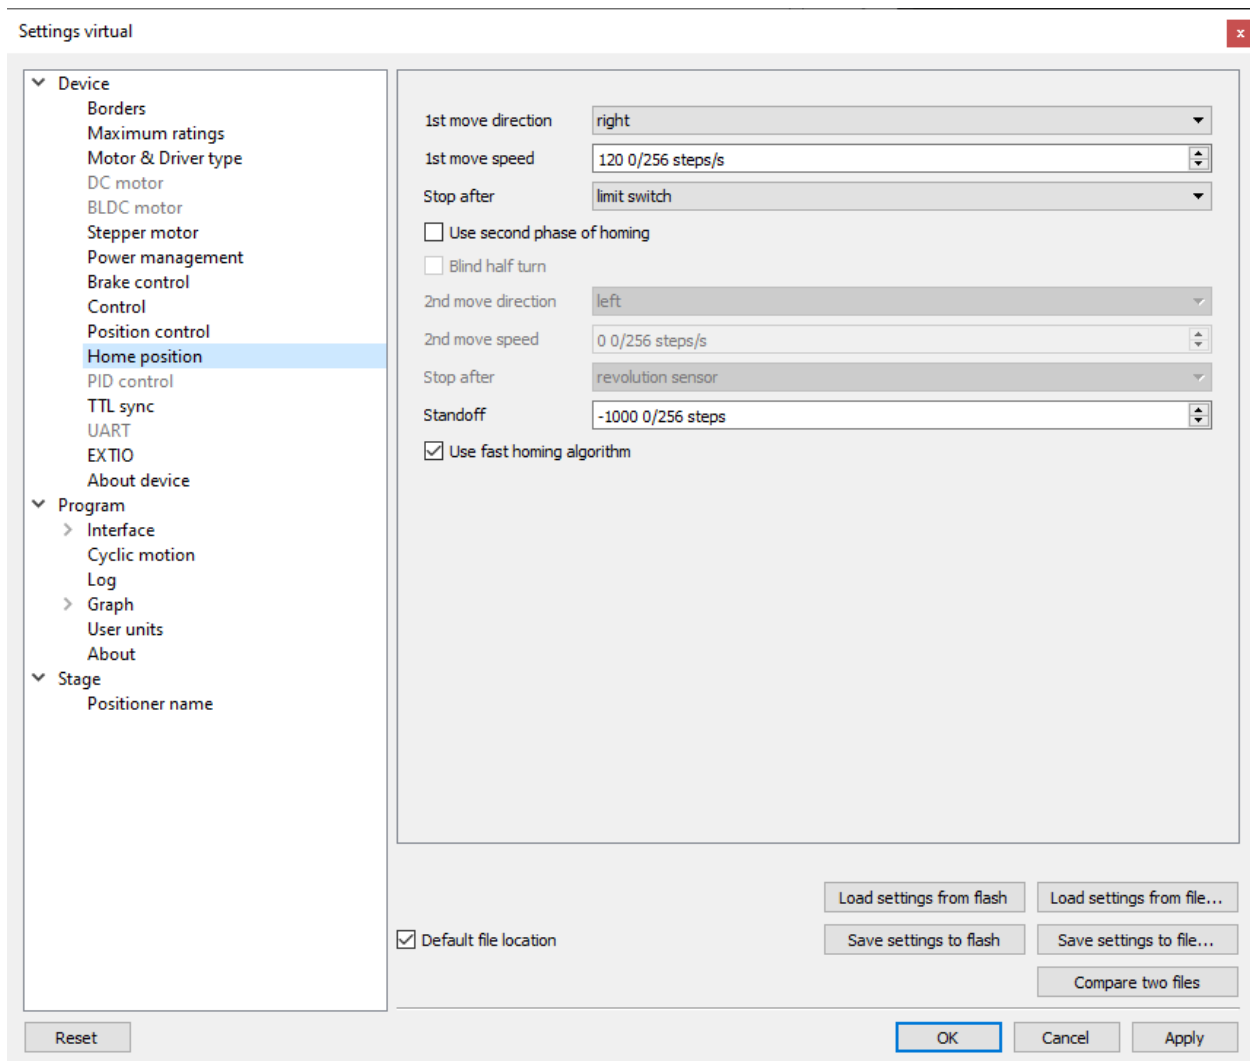 Settings virtual
x
Device
Borders
Maximum ratings
Motor & Driver type
DC motor
BLDC motor
Stepper motor
Power management
Brake control
Control
Position control
Home position
PID control
TTL sync
UART
EXTIO
About device
Program
Interface
Cyclic motion
Log
Graph
User units
About
Stage
Positioner name
1st move direction right
1st move speed 120 0/256 steps/s
Stop after limit switch
Use second phase of homing
Blind half turn
2nd move direction left
2nd move speed 0 0/256 steps/s
Stop after revolution sensor
Standoff -1000 0/256 steps
Use fast homing algorithm
Load settings from flash Load settings from file...
Default file location Save settings to flash Save settings to file...
Compare two files
Reset OK Cancel Apply